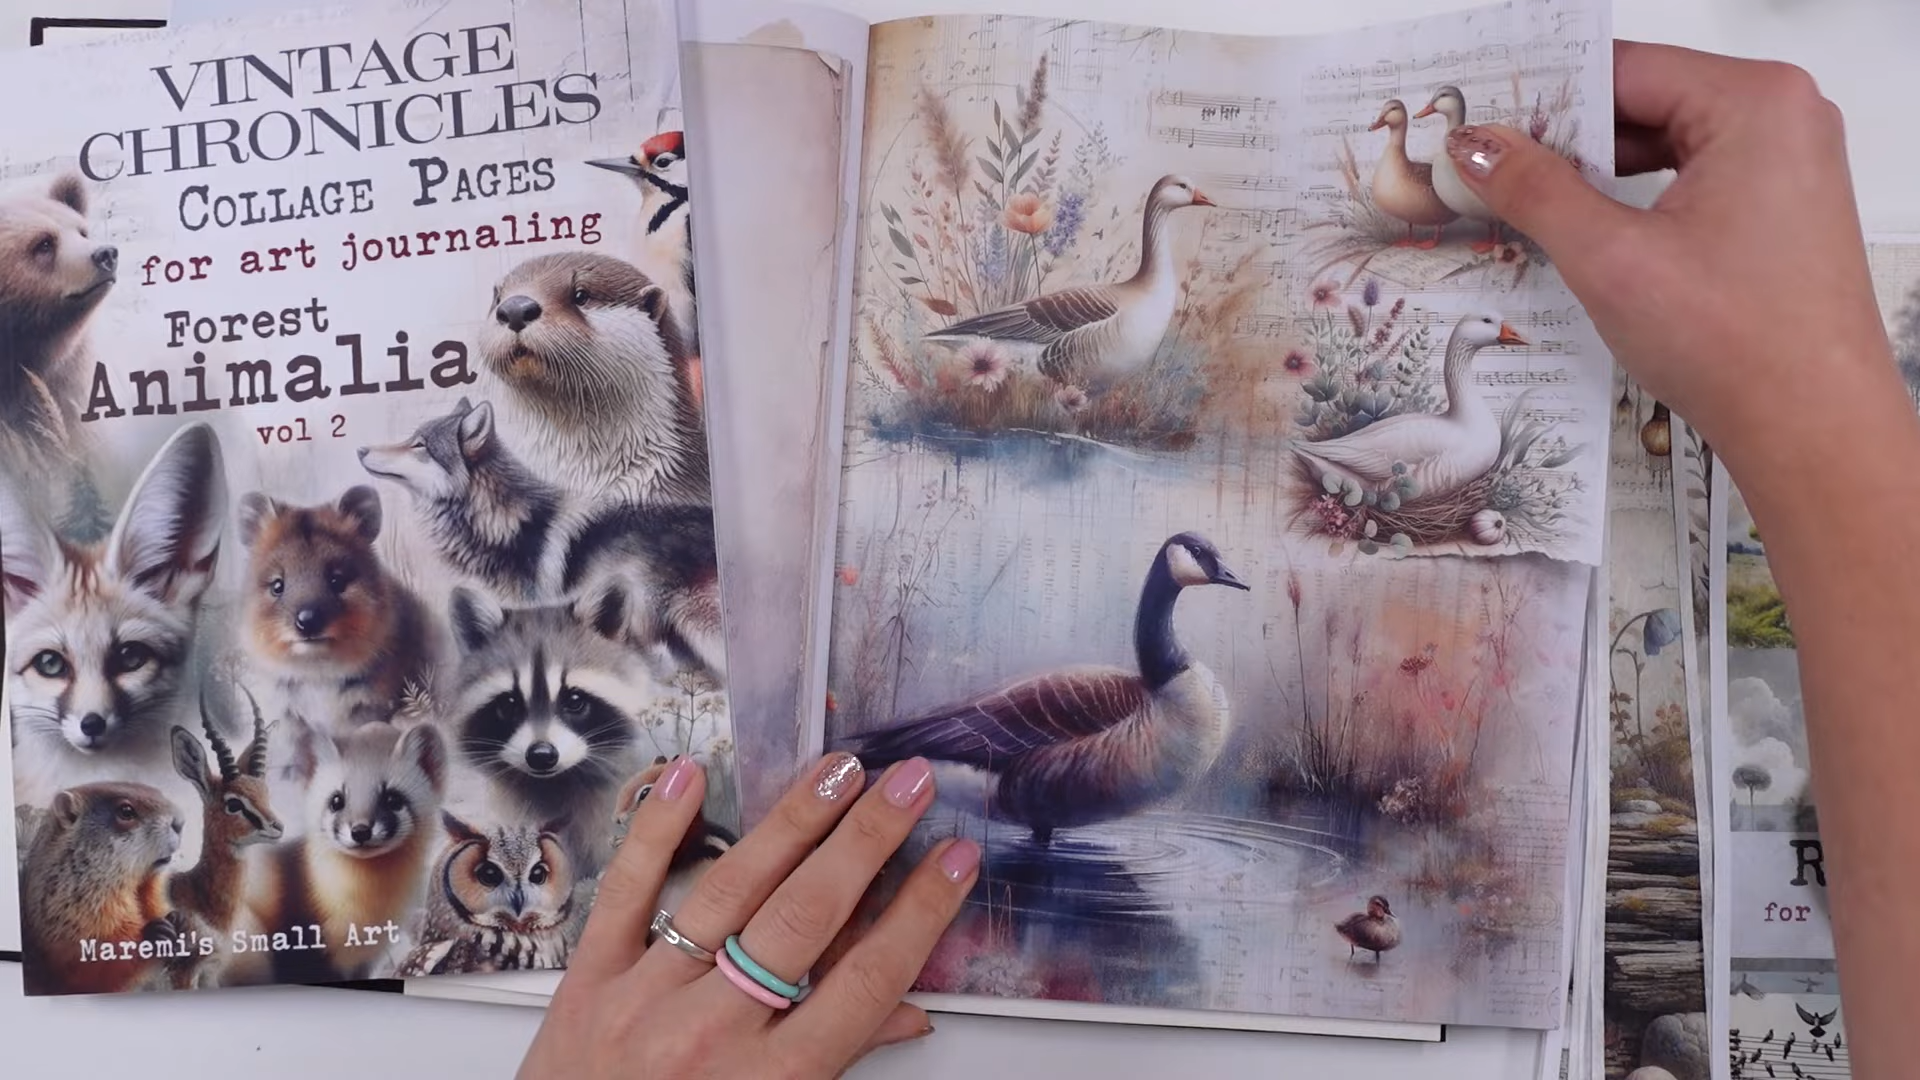 VINTAGE
CHRONICLES
COLLAGE PAGES
for art journaling
Forest
Animalia
vol 2
Maremi's Small Art
R
for